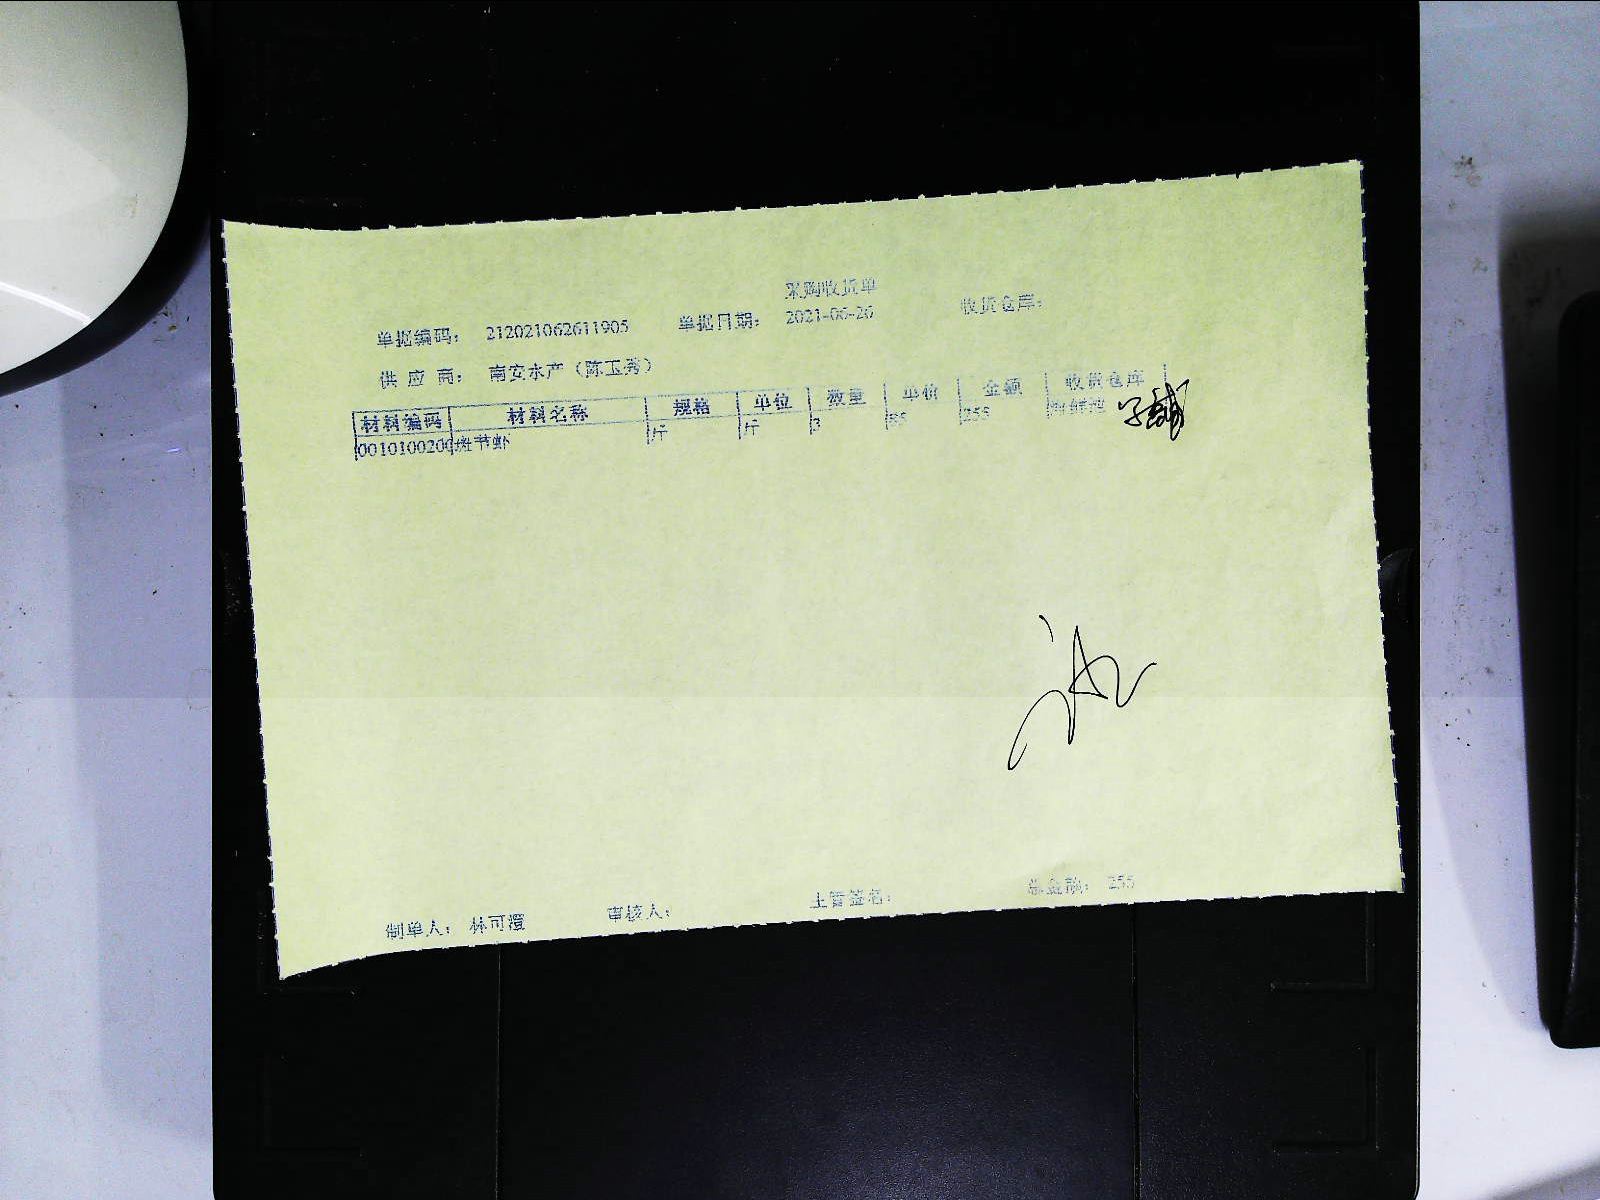 采购收货单
单据编码： 212021062611905 单据日期： 2021-06-26 收货仓库：
供 应 商： 南安水产（陈玉秀）
材料编码 材料名称 规格 单位 数量 单价 金额 收货仓库
0010100200 斑节虾 斤 斤 3 85 255 海鲜池
制单人： 林可澄 审核人： 主管签名： 总金额： 255